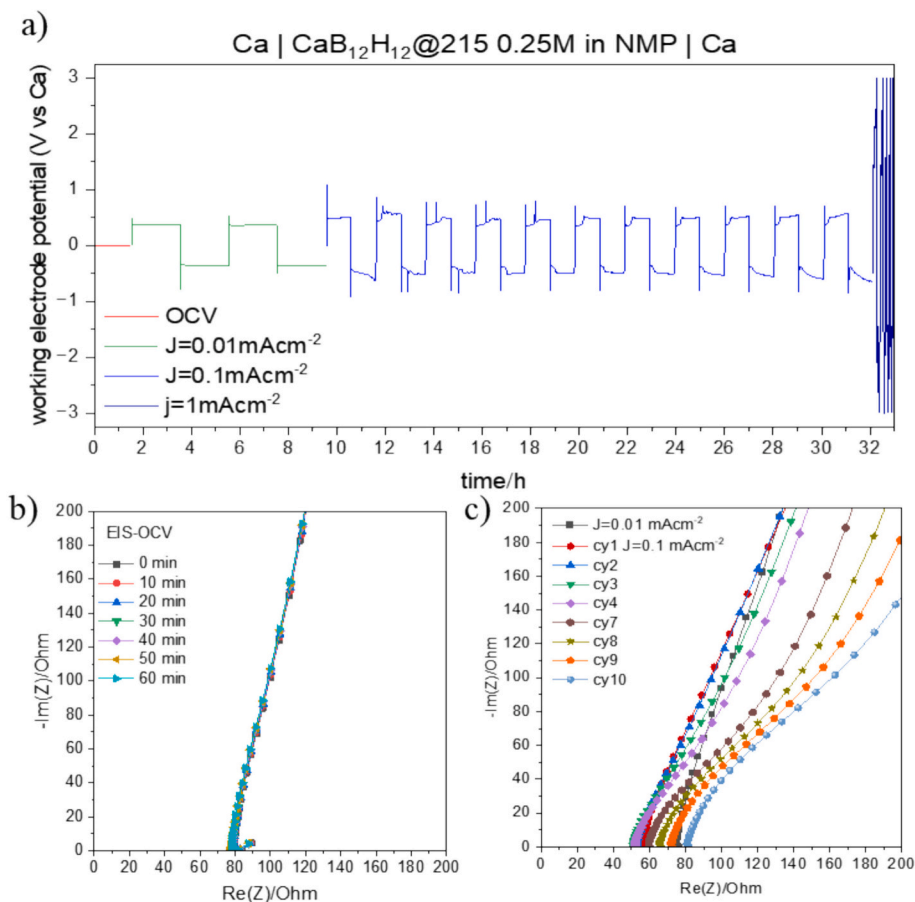 a)
Ca | CaB₁₂H₁₂@215 0.25M in NMP | Ca
working electrode potential (V vs Ca)
3
2
1
0
−1
−2
−3
OCV
J=0.01mAcm⁻²
J=0.1mAcm⁻²
j=1mAcm⁻²
0 2 4 6 8 10 12 14 16 18 20 22 24 26 28 30 32
time/h
b)
EIS-OCV
0 min
10 min
20 min
30 min
40 min
50 min
60 min
-Im(Z)/Ohm
200
180
160
140
120
100
80
60
40
20
0
0 20 40 60 80 100 120 140 160 180 200
Re(Z)/Ohm
c)
J=0.01 mAcm⁻²
cy1 J=0.1 mAcm⁻²
cy2
cy3
cy4
cy7
cy8
cy9
cy10
-Im(Z)/Ohm
200
180
160
140
120
100
80
60
40
20
0
0 20 40 60 80 100 120 140 160 180 200
Re(Z)/Ohm